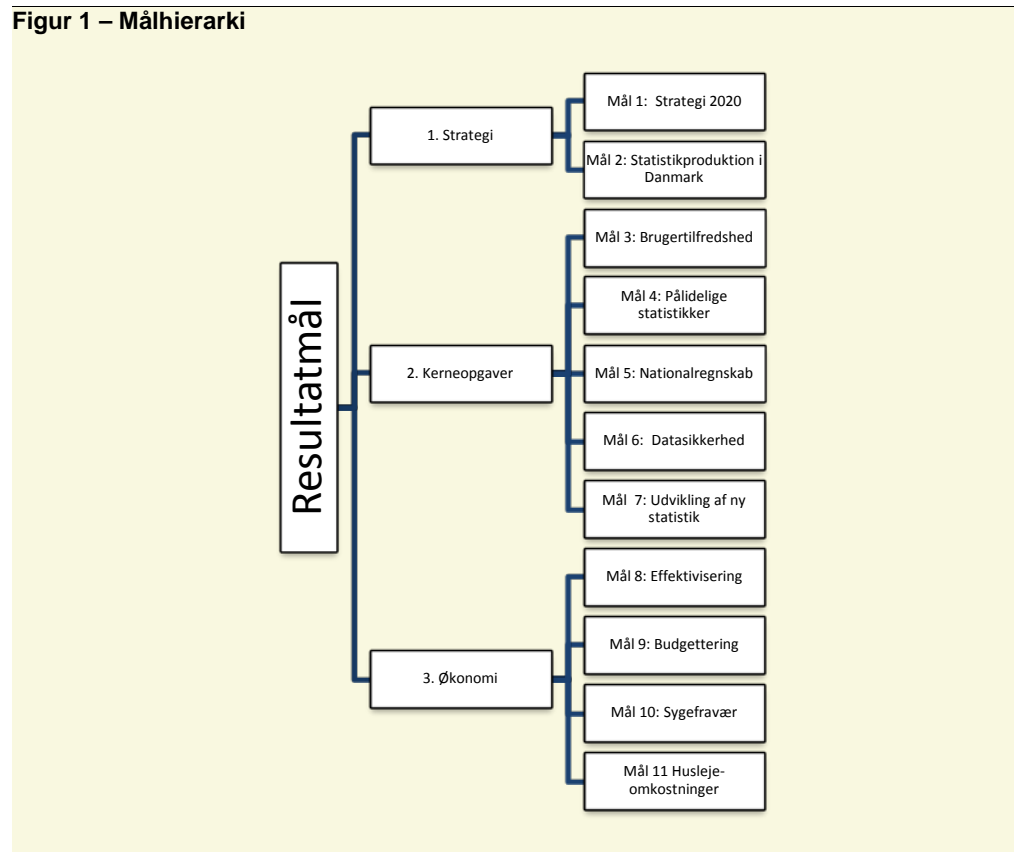 Figur 1 – Målhierarki
Resultatmål
1. Strategi
Mål 1: Strategi 2020
Mål 2: Statistikproduktion i
Danmark
2. Kerneopgaver
Mål 3: Brugertilfredshed
Mål 4: Pålidelige
statistikker
Mål 5: Nationalregnskab
Mål 6: Datasikkerhed
Mål 7: Udvikling af ny
statistik
3. Økonomi
Mål 8: Effektivisering
Mål 9: Budgettering
Mål 10: Sygefravær
Mål 11 Husleje-
omkostninger